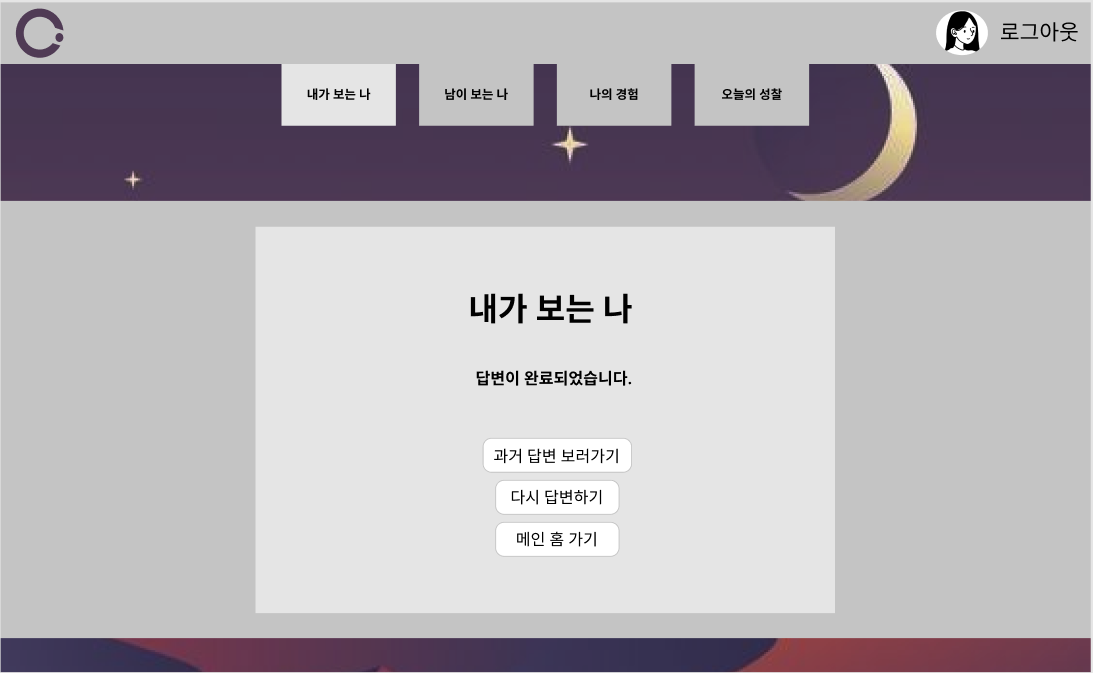 로그아웃
내가 보는 나
남이 보는 나
나의 경험
오늘의 성찰
내가 보는 나
답변이 완료되었습니다.
과거 답변 보러가기
다시 답변하기
메인 홈 가기